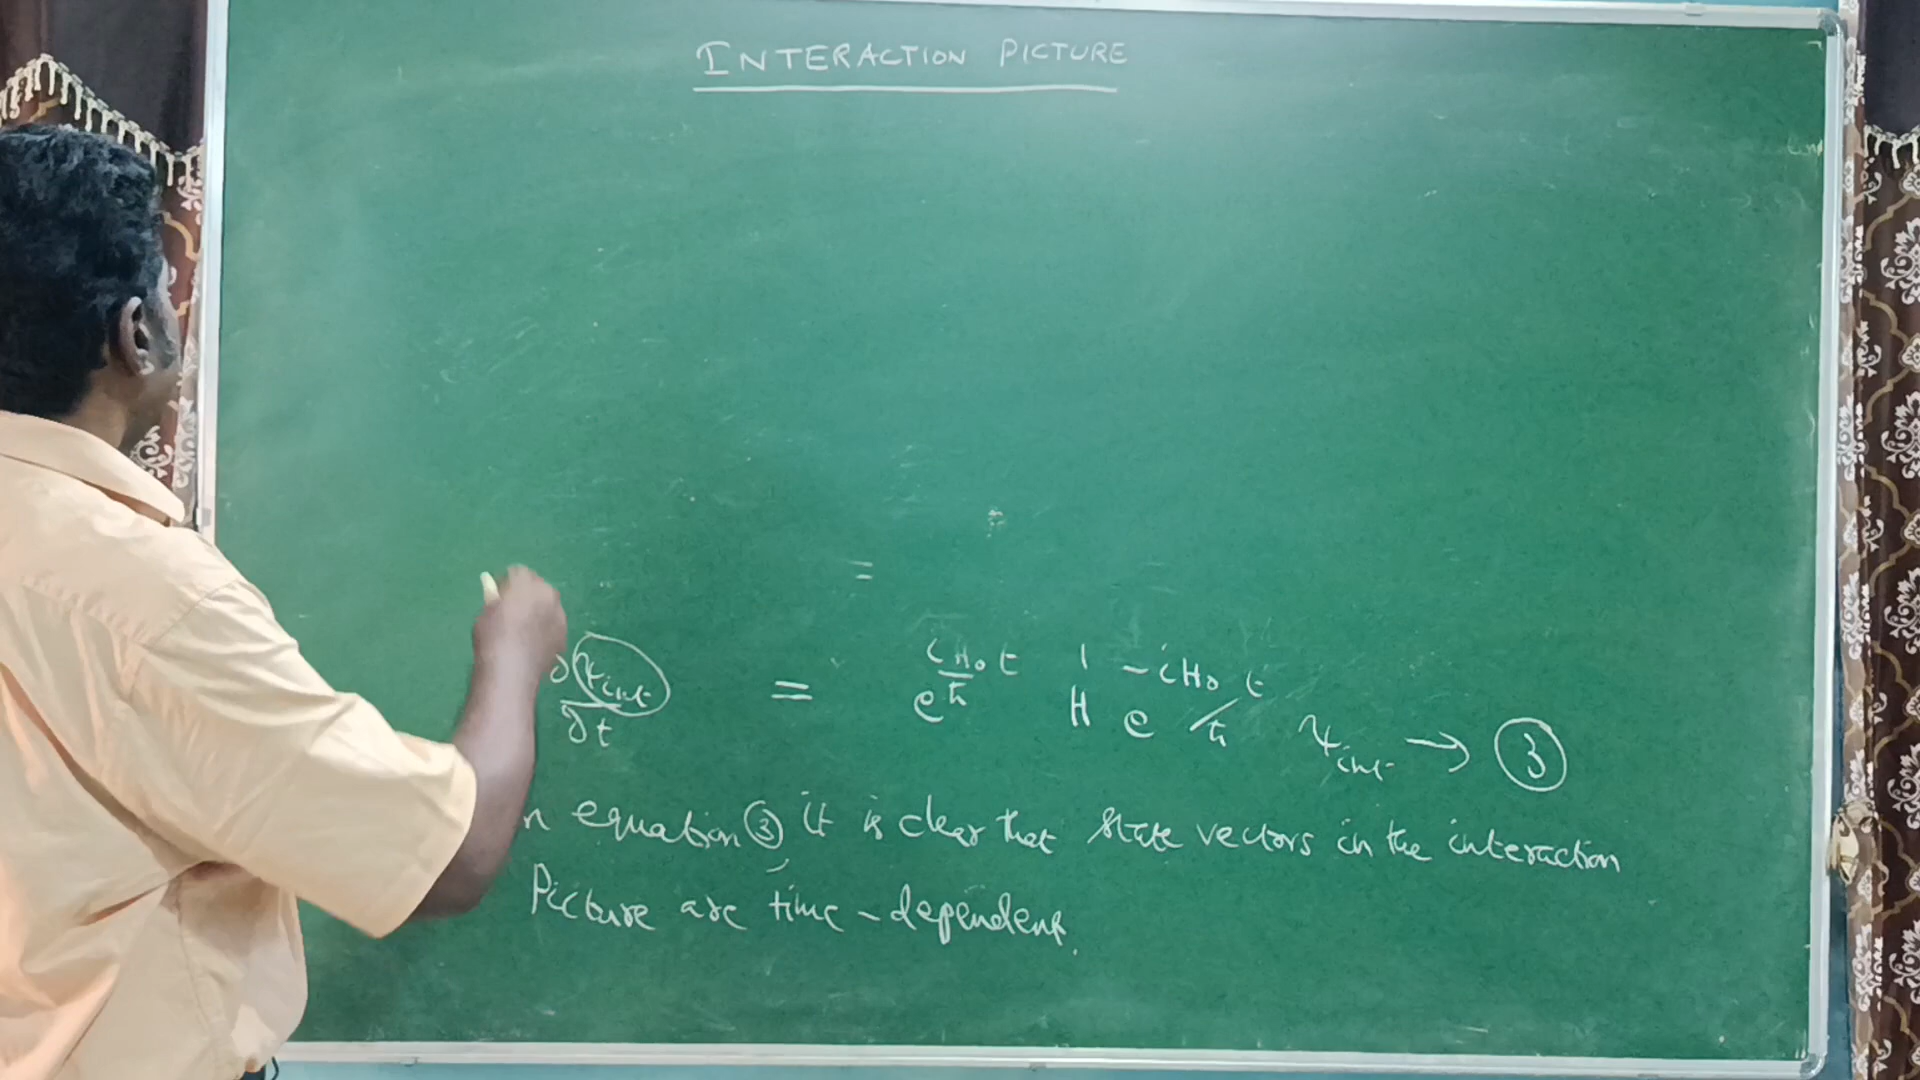 INTERACTION PICTURE
=
∂ψint/∂t = e^(iH₀t/ħ) H' e^(-iH₀t/ħ) ψint → ③
n equation ③ it is clear that state vectors in the interaction
Picture are time-dependent.